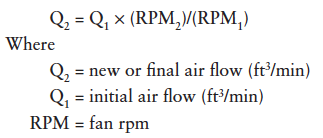 Q₂ = Q₁ × (RPM₂)/(RPM₁)
Where
Q₂ = new or final air flow (ft³/min)
Q₁ = initial air flow (ft³/min)
RPM = fan rpm